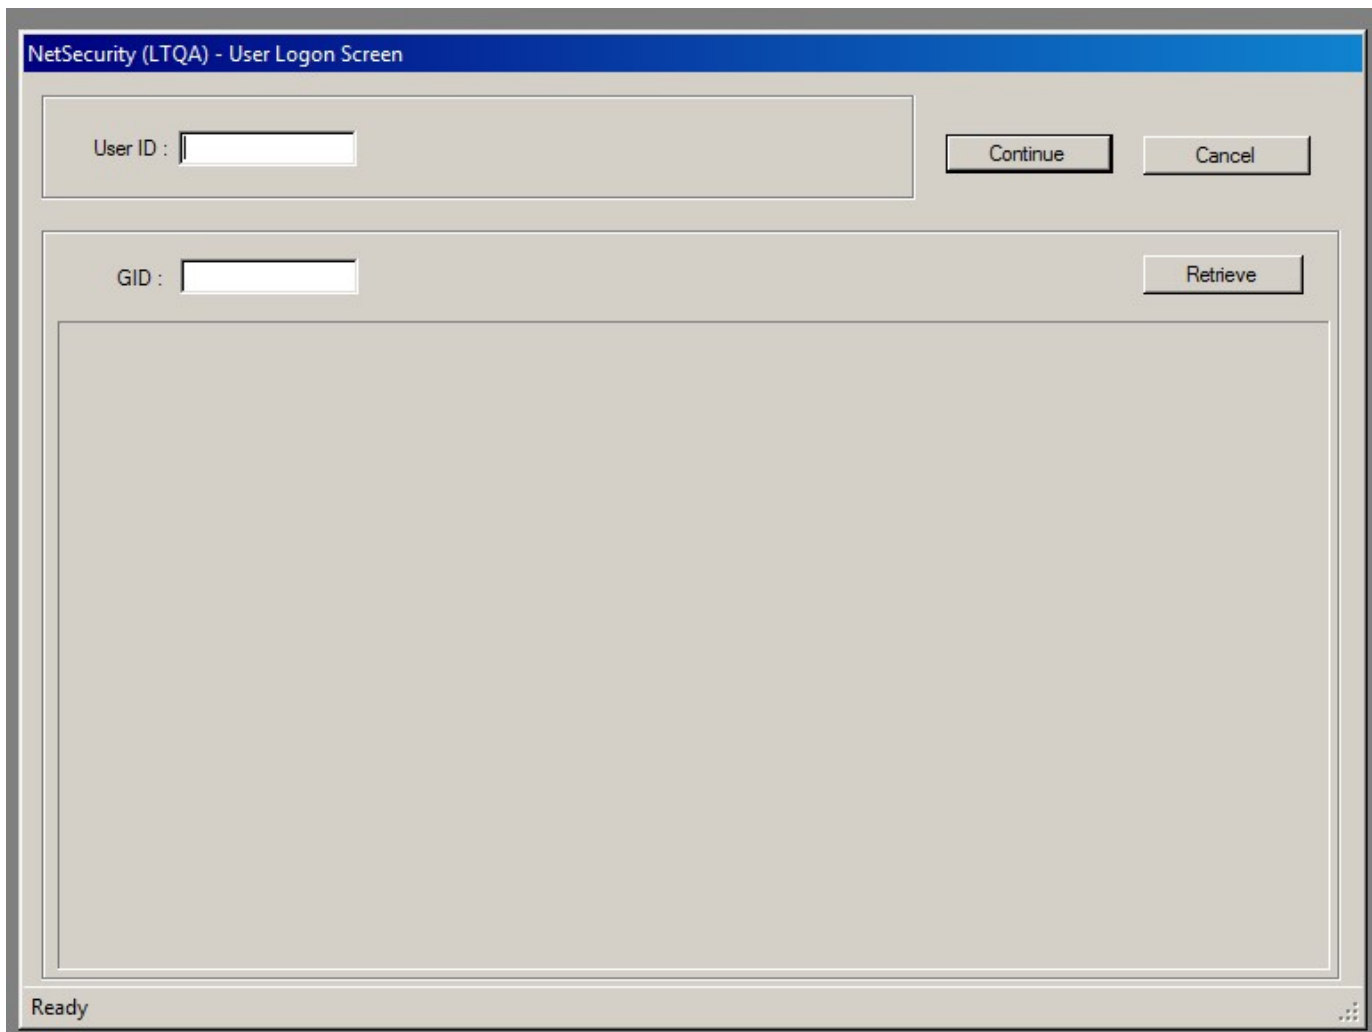 NetSecurity (LTQA) - User Logon Screen
User ID :
Continue
Cancel
GID :
Retrieve
Ready